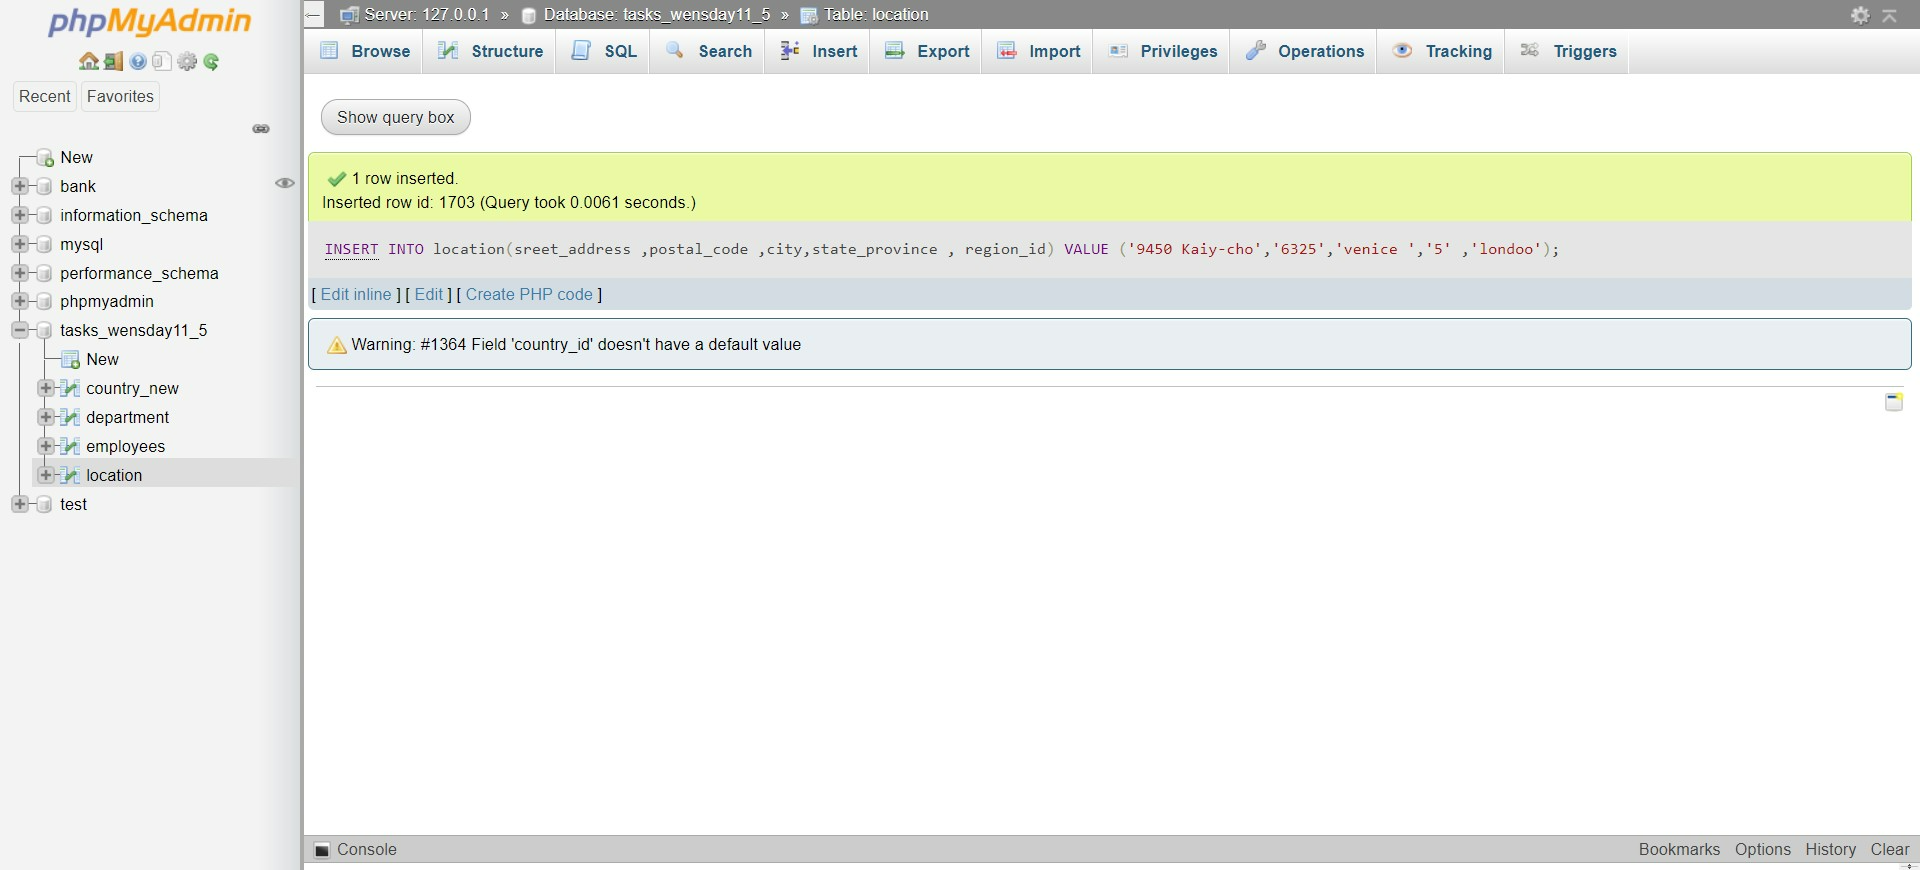 phpMyAdmin
Recent Favorites
New
bank
information_schema
mysql
performance_schema
phpmyadmin
tasks_wensday11_5
New
country_new
department
employees
location
test
Server: 127.0.0.1 » Database: tasks_wensday11_5 » Table: location
Browse Structure SQL Search Insert Export Import Privileges Operations Tracking Triggers
Show query box
1 row inserted.
Inserted row id: 1703 (Query took 0.0061 seconds.)
INSERT INTO location(sreet_address ,postal_code ,city,state_province , region_id) VALUE ('9450 Kaiy-cho','6325','venice ','5' ,'londoo');
[ Edit inline ] [ Edit ] [ Create PHP code ]
Warning: #1364 Field 'country_id' doesn't have a default value
Console
Bookmarks Options History Clear